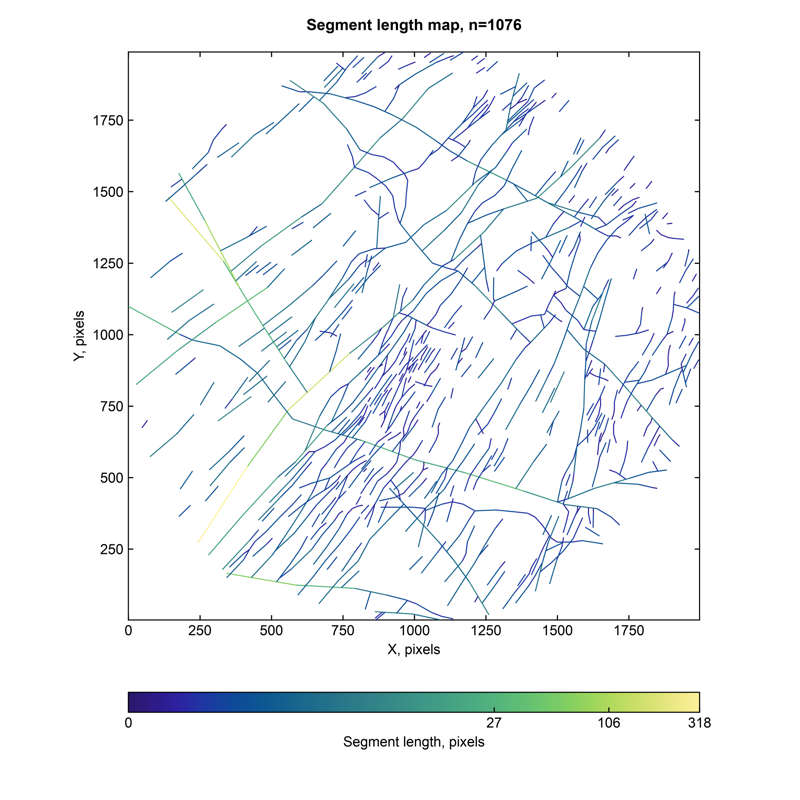 Segment length map, n=1076
1750
1500
1250
1000
750
500
250
Y, pixels
0 250 500 750 1000 1250 1500 1750
X, pixels
0 27 106 318
Segment length, pixels